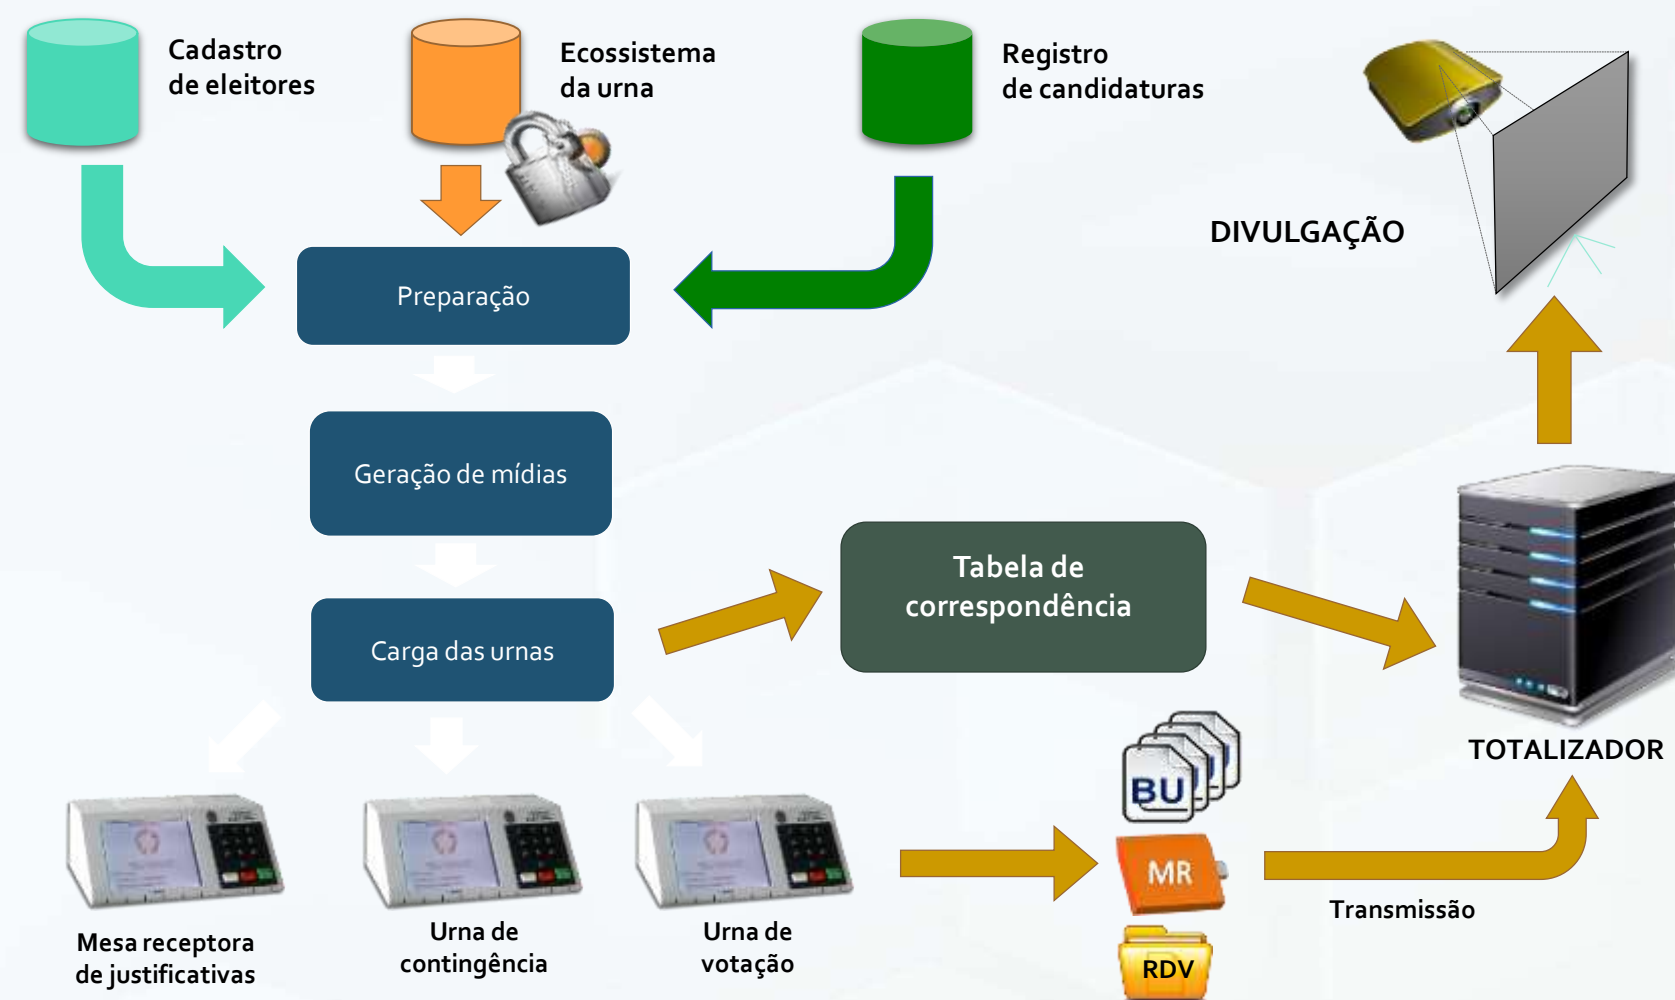 Cadastro
de eleitores
Ecossistema
da urna
Registro
de candidaturas
DIVULGAÇÃO
Preparação
Geração de mídias
Tabela de
correspondência
Carga das urnas
TOTALIZADOR
BU
MR
RDV
Transmissão
Mesa receptora
de justificativas
Urna de
contingência
Urna de
votação